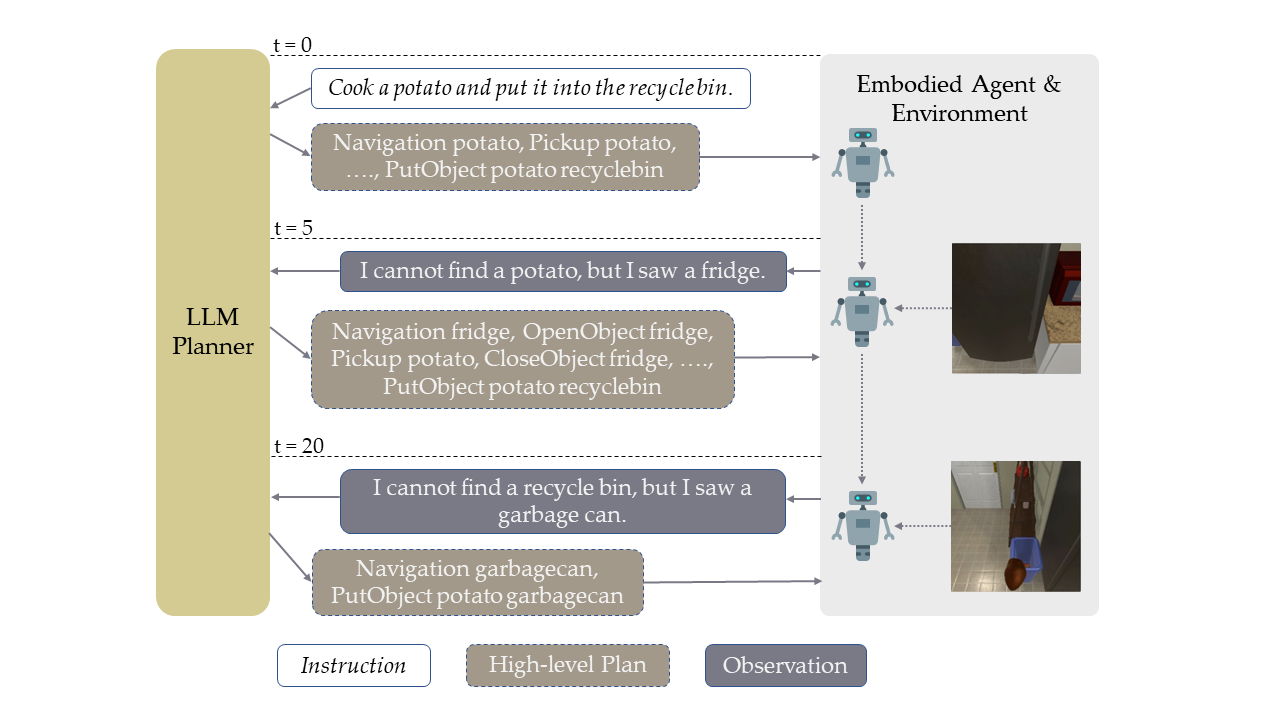 t = 0
Cook a potato and put it into the recycle bin.
Navigation potato, Pickup potato,
…., PutObject potato recyclebin
Embodied Agent &
Environment
t = 5
I cannot find a potato, but I saw a fridge.
Navigation fridge, OpenObject fridge,
Pickup potato, CloseObject fridge, ….,
PutObject potato recyclebin
LLM
Planner
t = 20
I cannot find a recycle bin, but I saw a
garbage can.
Navigation garbagecan,
PutObject potato garbagecan
Instruction
High-level Plan
Observation